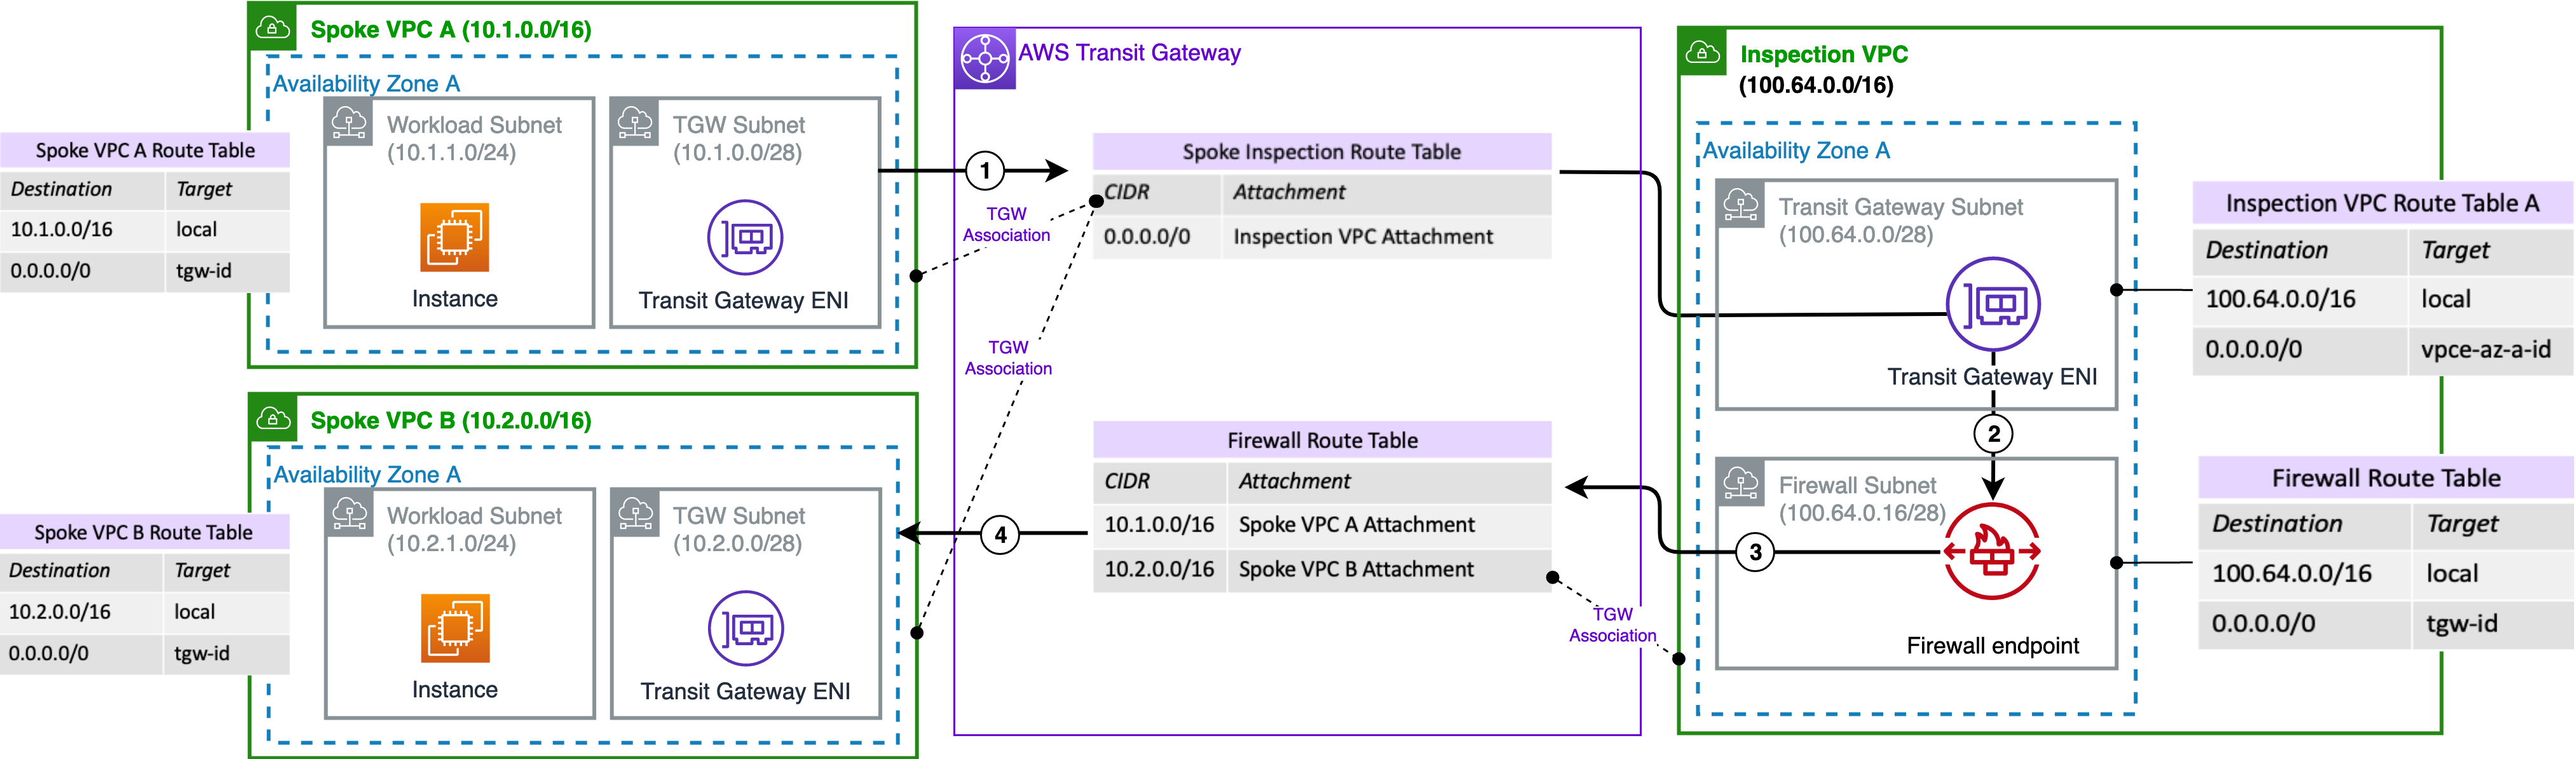 Spoke VPC A (10.1.0.0/16)
Availability Zone A
Workload Subnet
(10.1.1.0/24)
Instance
TGW Subnet
(10.1.0.0/28)
Transit Gateway ENI
Spoke VPC A Route Table
Destination Target
10.1.0.0/16 local
0.0.0.0/0 tgw-id
Spoke VPC B (10.2.0.0/16)
Availability Zone A
Workload Subnet
(10.2.1.0/24)
Instance
TGW Subnet
(10.2.0.0/28)
Transit Gateway ENI
Spoke VPC B Route Table
Destination Target
10.2.0.0/16 local
0.0.0.0/0 tgw-id
AWS Transit Gateway
1
TGW
Association
Spoke Inspection Route Table
CIDR Attachment
0.0.0.0/0 Inspection VPC Attachment
TGW
Association
Firewall Route Table
CIDR Attachment
10.1.0.0/16 Spoke VPC A Attachment
10.2.0.0/16 Spoke VPC B Attachment
4
TGW
Association
Inspection VPC
(100.64.0.0/16)
Availability Zone A
Transit Gateway Subnet
(100.64.0.0/28)
Transit Gateway ENI
2
Firewall Subnet
(100.64.0.16/28)
3
Firewall endpoint
Inspection VPC Route Table A
Destination Target
100.64.0.0/16 local
0.0.0.0/0 vpce-az-a-id
Firewall Route Table
Destination Target
100.64.0.0/16 local
0.0.0.0/0 tgw-id